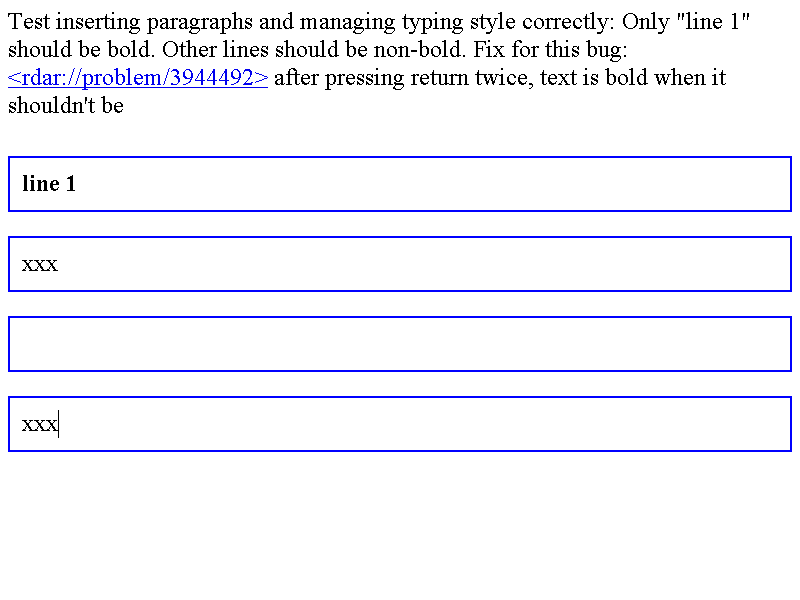 Test inserting paragraphs and managing typing style correctly: Only "line 1"
should be bold. Other lines should be non-bold. Fix for this bug:
<rdar://problem/3944492> after pressing return twice, text is bold when it
shouldn't be
line 1
xxx
xxx